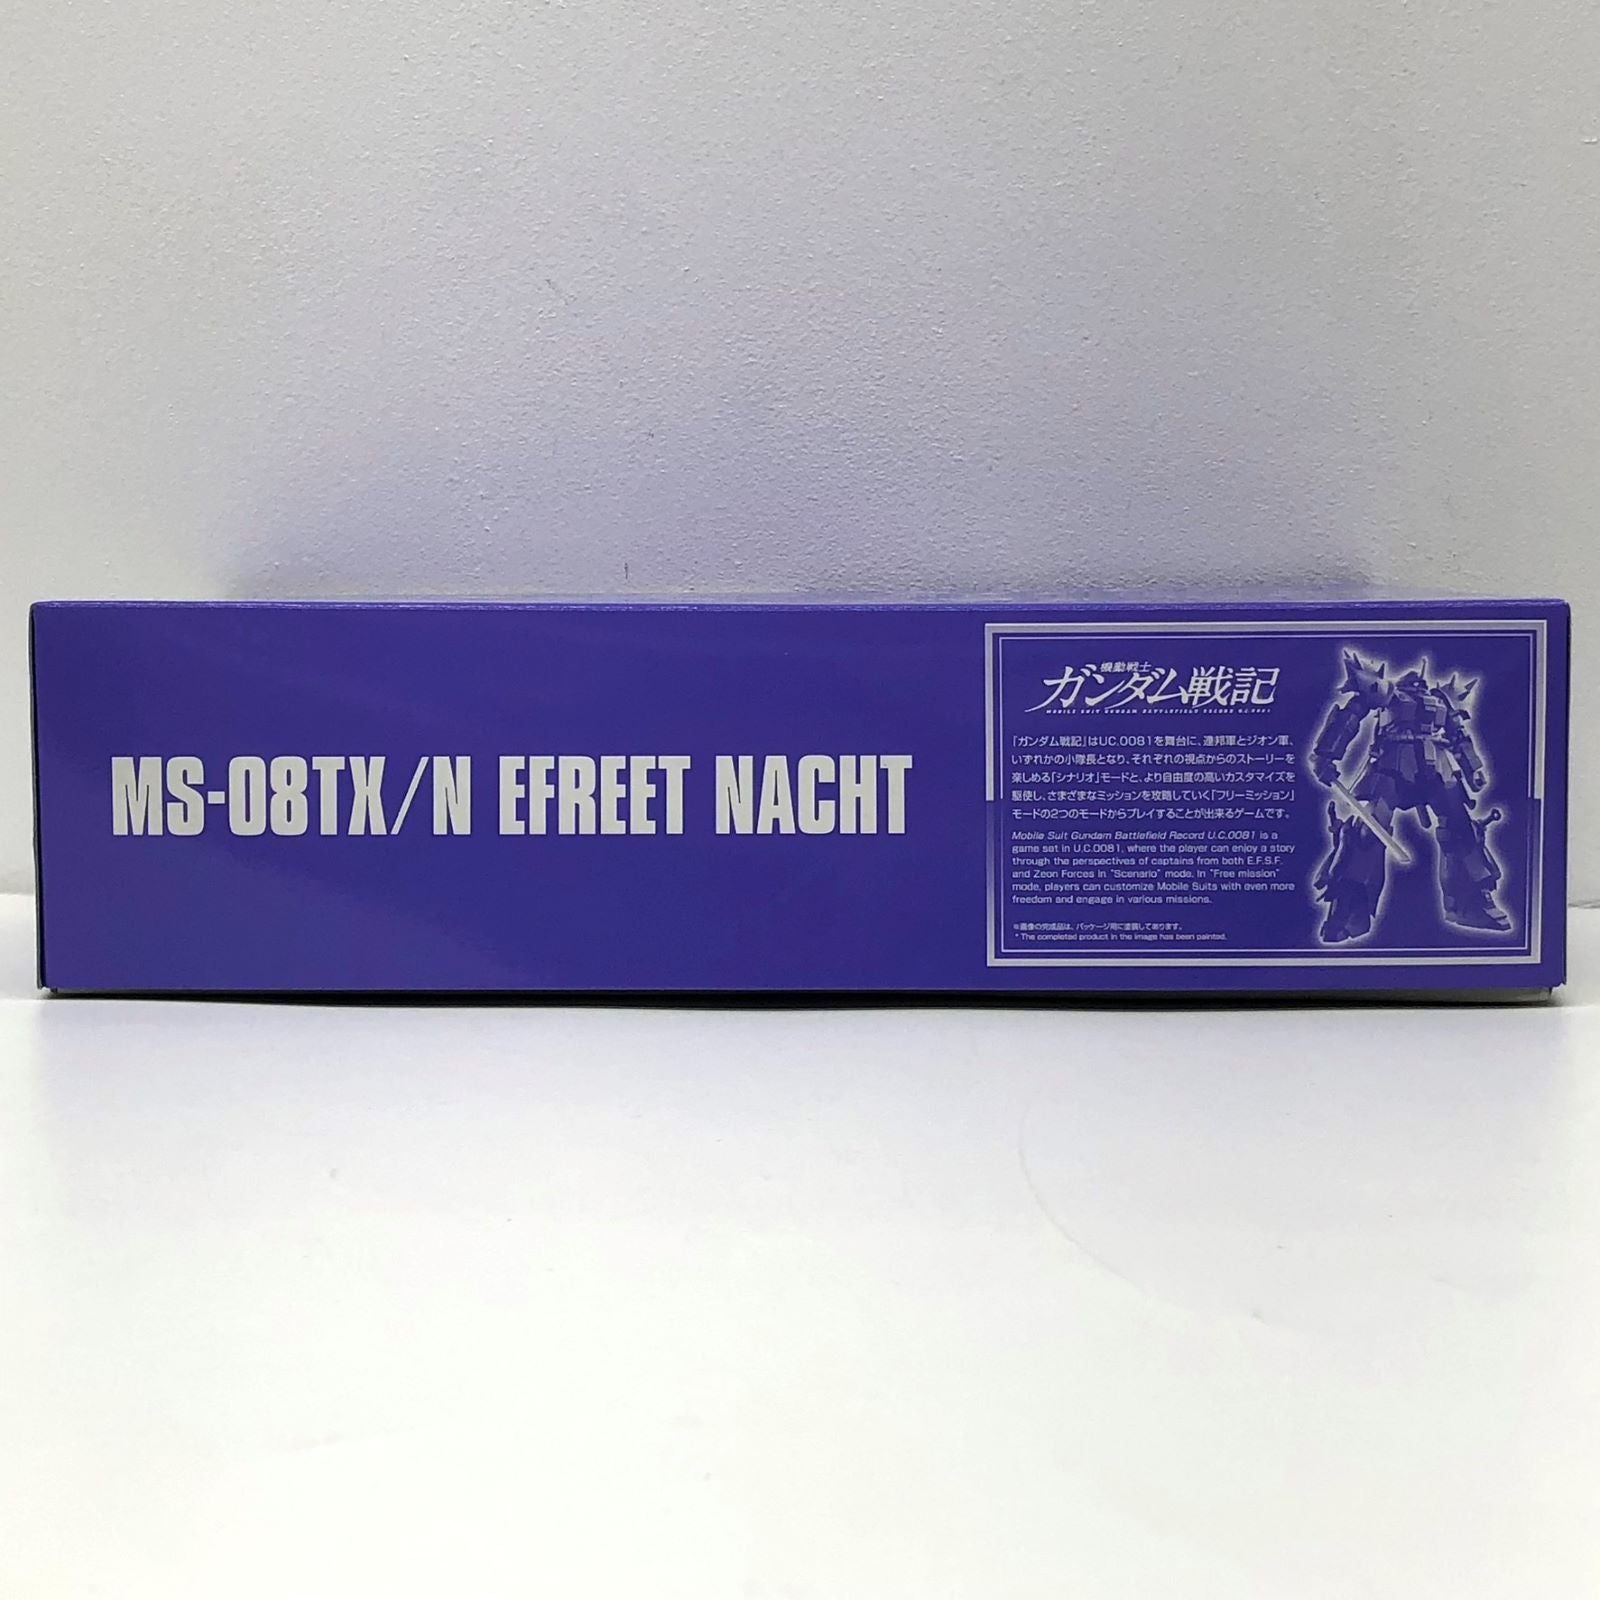 MS-08TX/N EFREET NACHT
機動戦士
ガンダム戦記
MOBILE SUIT GUNDAM BATTLEFIELD RECORD U.C.0081
『ガンダム戦記』はUC.0081を舞台に、連邦軍とジオン軍、
いずれかの小隊長となり、それぞれの視点からのストーリーを
楽しめる「シナリオ」モードと、より自由度の高いカスタマイズを
駆使し、さまざまなミッションを攻略していく「フリーミッション」
モードの2つのモードからプレイすることが出来るゲームです。
Mobile Suit Gundam Battlefield Record U.C.0081 is a
game set in U.C.0081, where the player can enjoy a story
through the perspectives of captains from both E.F.S.F.
and Zeon Forces in "Scenario" mode. In "Free mission"
mode, players can customize Mobile Suits with even more
freedom and engage in various missions.
※画像の完成品は、パッケージ用に塗装してあります。
* The completed product in the image has been painted.